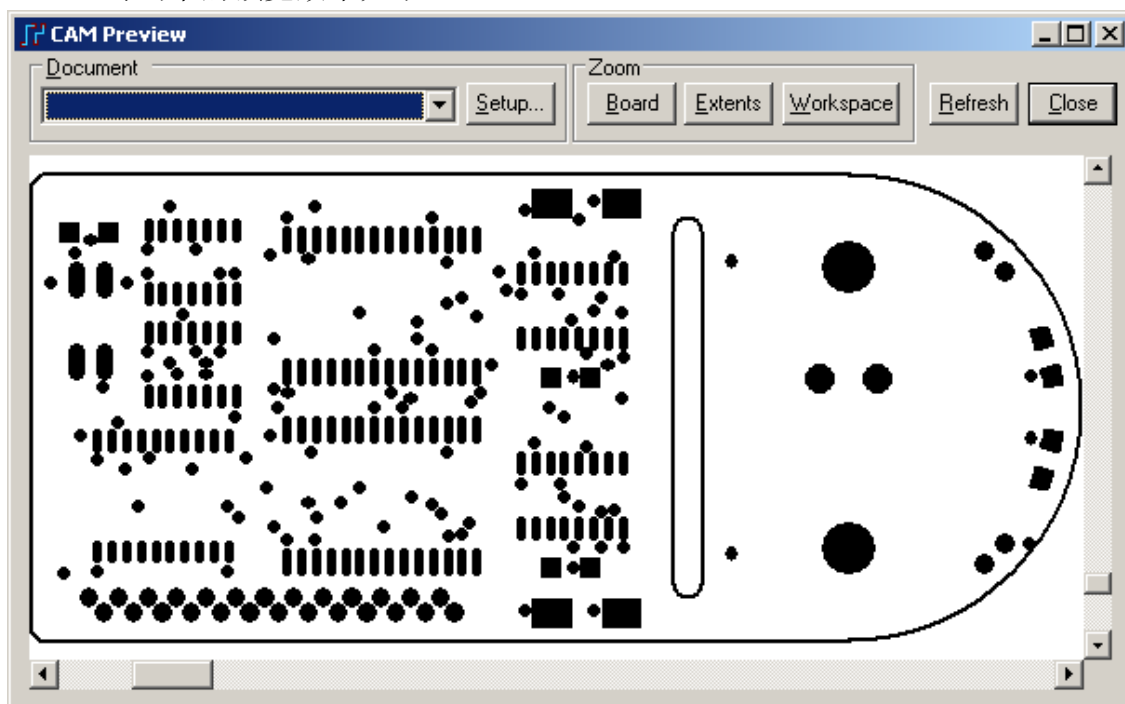 CAM Preview
Document
Zoom
Setup...
Board
Extents
Workspace
Refresh
Close